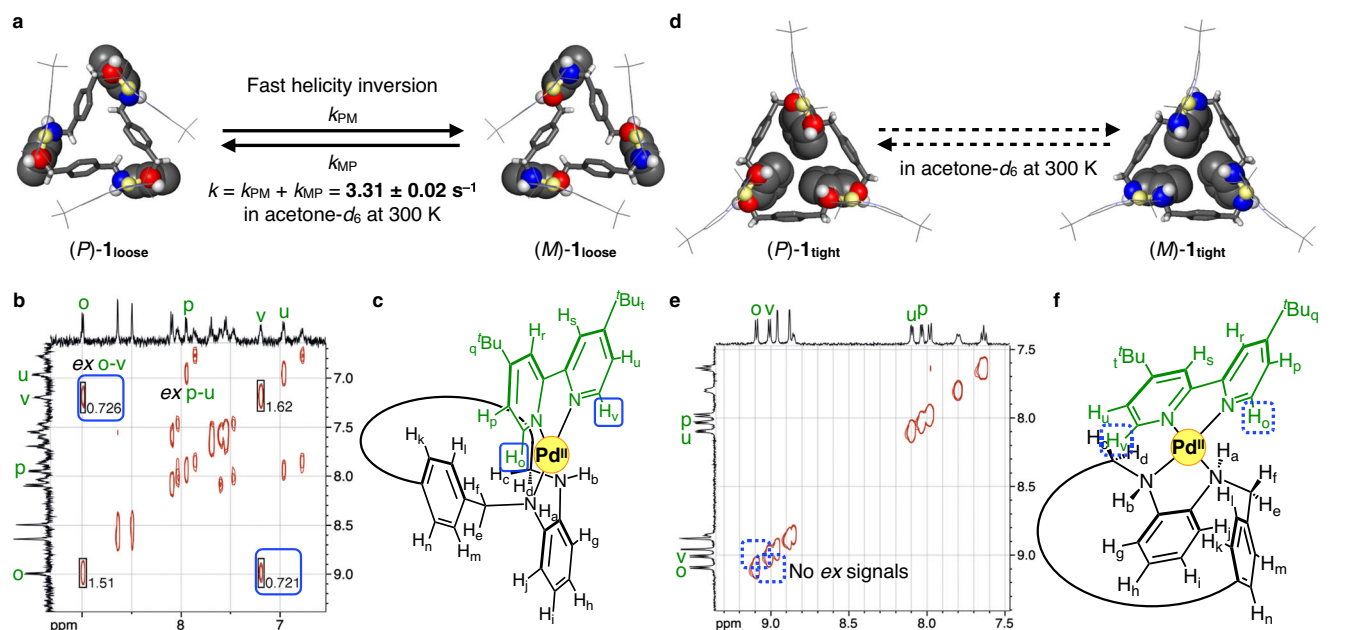 a
Fast helicity inversion
kPM
kMP
k = kPM + kMP = 3.31 ± 0.02 s–1
in acetone-d6 at 300 K
(P)-1loose
(M)-1loose
d
in acetone-d6 at 300 K
(P)-1tight
(M)-1tight
b
o
p
v
u
ex o-v
ex p-u
0.726
1.62
1.51
0.721
u
v
p
o
7.0
7.5
8.0
8.5
9.0
ppm
8
7
c
tBut
Hs
Hr
qtBu
Hu
Hp
N
N
Hv
Ho
PdII
Hk
Hl
Hc
Hd
N
Hb
Hf
N
Ha
He
Hn
Hm
Hg
Hj
Hh
Hi
e
o v
u p
7.5
8.0
8.5
9.0
p
u
v
o
No ex signals
ppm
9.0
8.5
8.0
7.5
f
tBuq
Hr
tBu
t
Hs
Hp
Hu
N
N
Ho
Hv
Hd
PdII
Ha
N
N
Hf
Hb
He
Hj
Hg
Hk
Hm
Hh
Hi
Hn